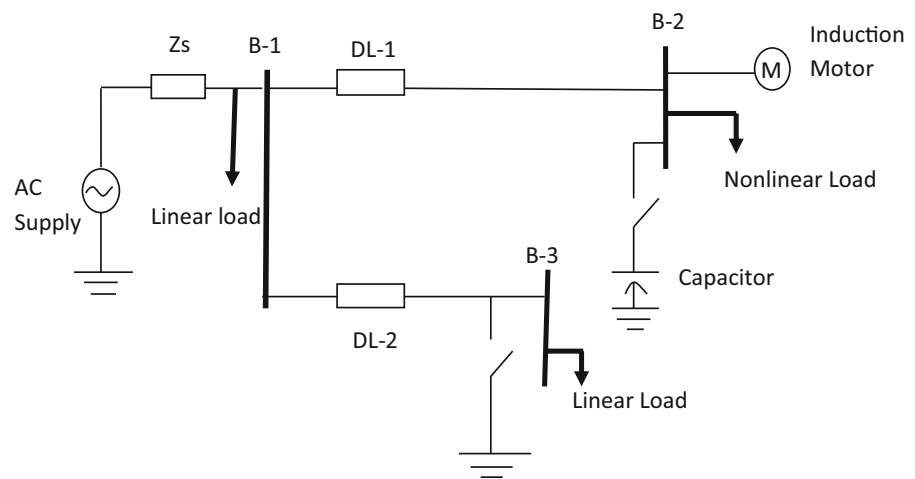 Zs
B-1
DL-1
B-2
Induction
Motor
M
AC
Supply
Linear load
Nonlinear Load
B-3
Capacitor
DL-2
Linear Load